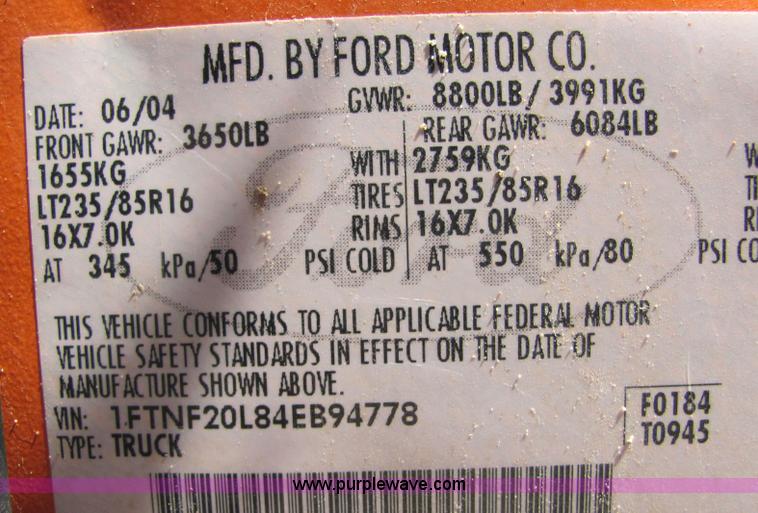 MFD. BY FORD MOTOR CO.
DATE: 06/04 GVWR: 8800LB/ 3991KG
FRONT GAWR: 3650LB REAR GAWR: 6084LB
1655KG WITH 2759KG
LT235/85R16 TIRES LT235/85R16
16X7.0K RIMS 16X7.0K
AT 345 kPa/50 PSI COLD AT 550 kPa/80 PSI CO
Ford
THIS VEHICLE CONFORMS TO ALL APPLICABLE FEDERAL MOTOR
VEHICLE SAFETY STANDARDS IN EFFECT ON THE DATE OF
MANUFACTURE SHOWN ABOVE.
VIN: 1FTNF20L84EB94778
TYPE: TRUCK
F0184
T0945
www.purplewave.com